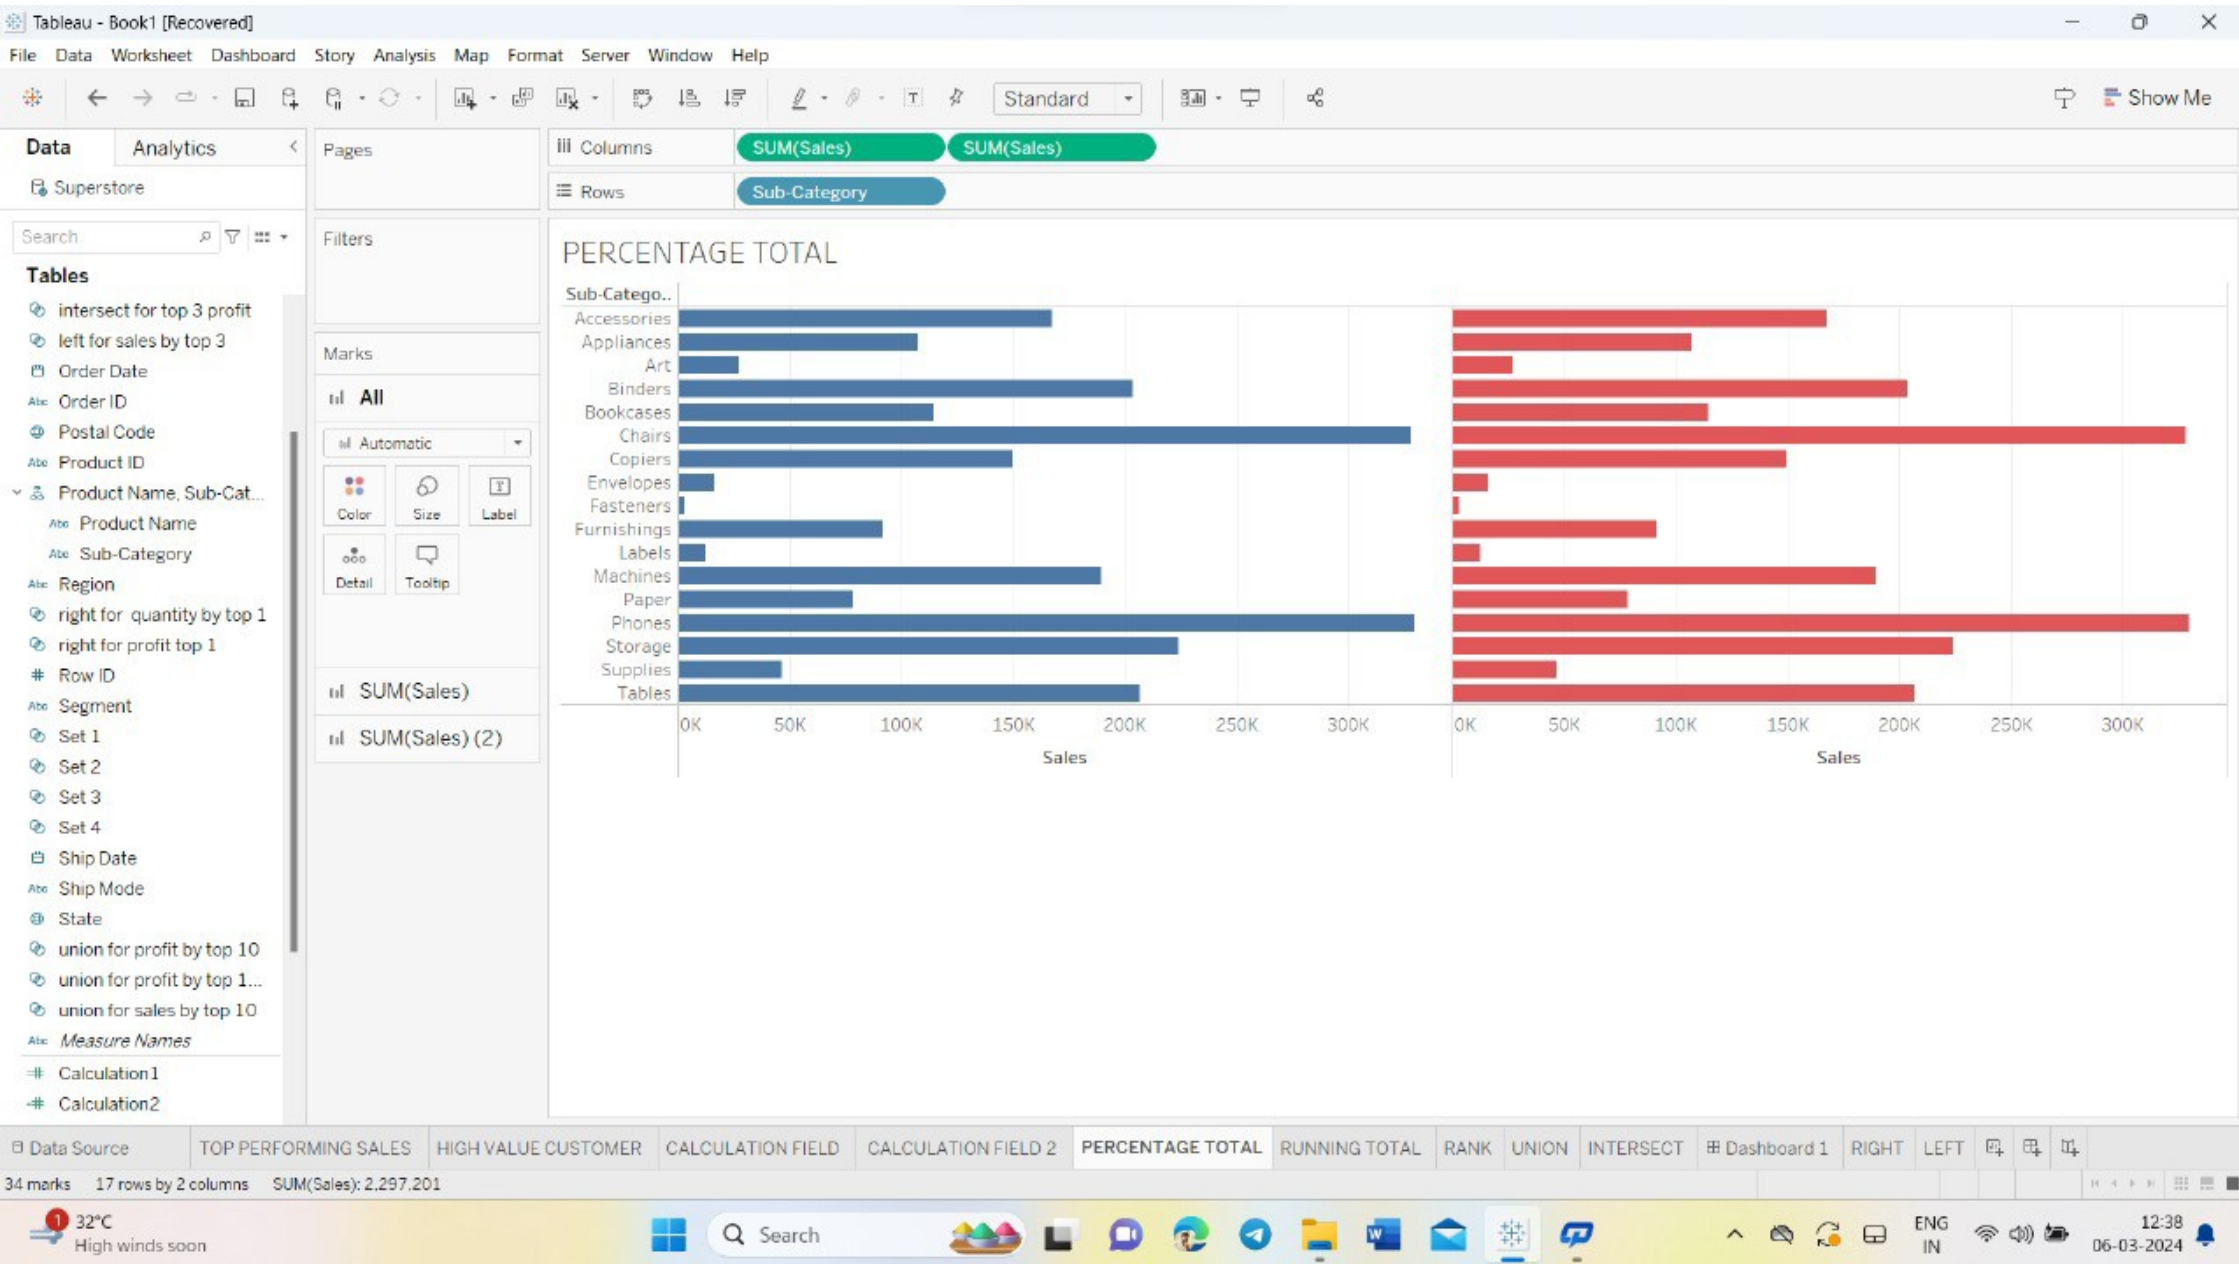 Tableau - Book1 [Recovered]
File Data Worksheet Dashboard Story Analysis Map Format Server Window Help
Standard
Show Me
Data Analytics
Superstore
Search
Tables
intersect for top 3 profit
left for sales by top 3
Order Date
Abc Order ID
Postal Code
Abc Product ID
Product Name, Sub-Cat...
Abc Product Name
Abc Sub-Category
Abc Region
right for quantity by top 1
right for profit top 1
# Row ID
Abc Segment
Set 1
Set 2
Set 3
Set 4
Ship Date
Abc Ship Mode
State
union for profit by top 10
union for profit by top 1...
union for sales by top 10
Abc Measure Names
=# Calculation1
=# Calculation2
Pages
Filters
Marks
All
Automatic
Color Size Label
Detail Tooltip
SUM(Sales)
SUM(Sales) (2)
iii Columns SUM(Sales) SUM(Sales)
Rows Sub-Category
PERCENTAGE TOTAL
Sub-Catego..
Accessories
Appliances
Art
Binders
Bookcases
Chairs
Copiers
Envelopes
Fasteners
Furnishings
Labels
Machines
Paper
Phones
Storage
Supplies
Tables
0K 50K 100K 150K 200K 250K 300K 0K 50K 100K 150K 200K 250K 300K
Sales Sales
Data Source TOP PERFORMING SALES HIGH VALUE CUSTOMER CALCULATION FIELD CALCULATION FIELD 2 PERCENTAGE TOTAL RUNNING TOTAL RANK UNION INTERSECT Dashboard 1 RIGHT LEFT
34 marks 17 rows by 2 columns SUM(Sales): 2,297,201
1 32°C
High winds soon
Search
W
ENG
IN
12:38
06-03-2024